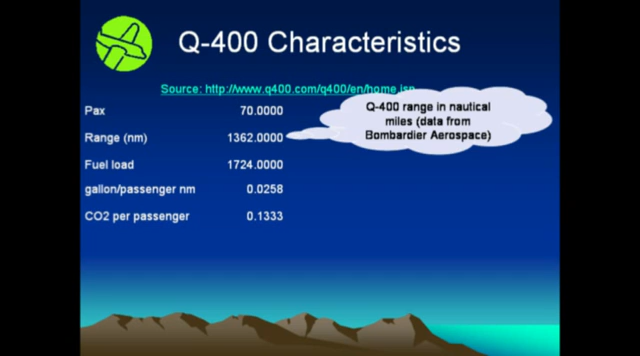 Q-400 Characteristics
Source: http://www.q400.com/q400/en/home.jsp
Pax 70.0000
Range (nm) 1362.0000
Fuel load 1724.0000
gallon/passenger nm 0.0258
CO2 per passenger 0.1333
Q-400 range in nautical
miles (data from
Bombardier Aerospace)